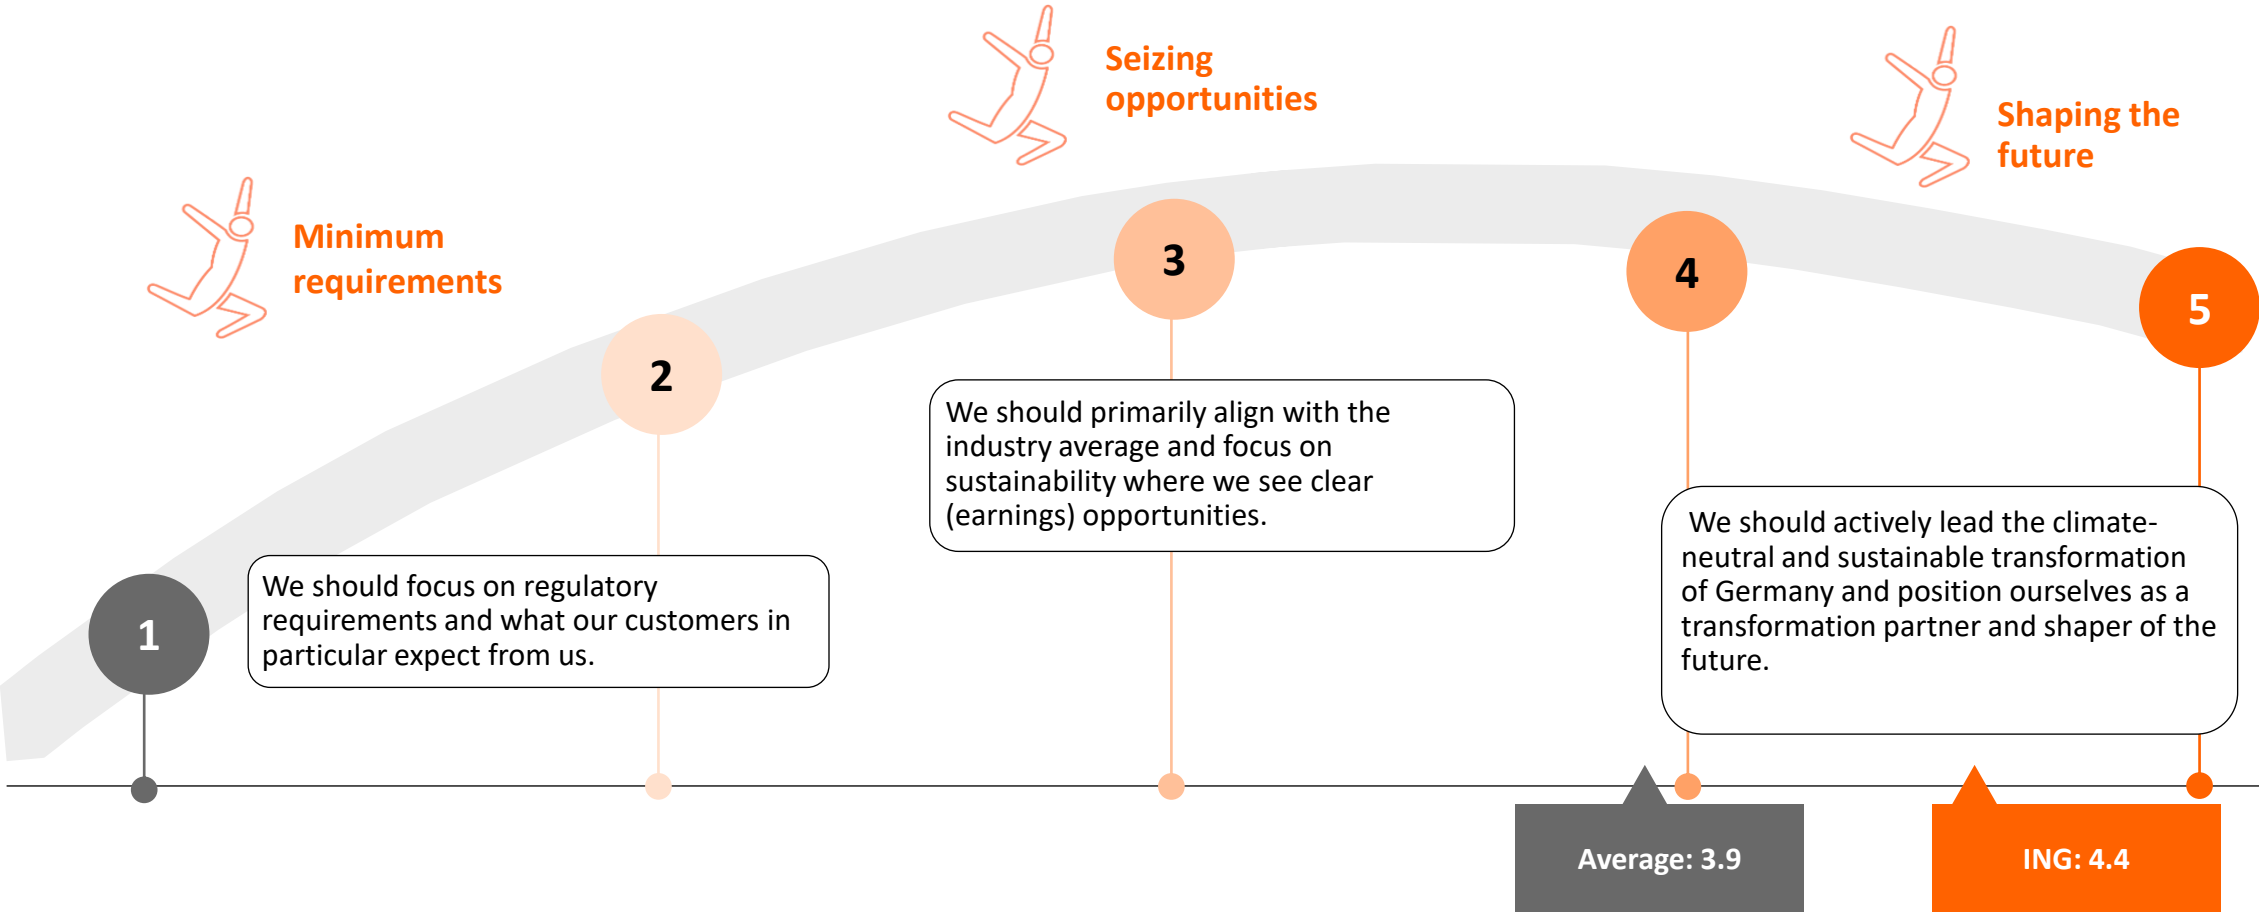 Minimum
requirements
Seizing
opportunities
Shaping the
future
1
2
3
4
5
We should focus on regulatory
requirements and what our customers in
particular expect from us.
We should primarily align with the
industry average and focus on
sustainability where we see clear
(earnings) opportunities.
We should actively lead the climate-
neutral and sustainable transformation
of Germany and position ourselves as a
transformation partner and shaper of the
future.
Average: 3.9
ING: 4.4